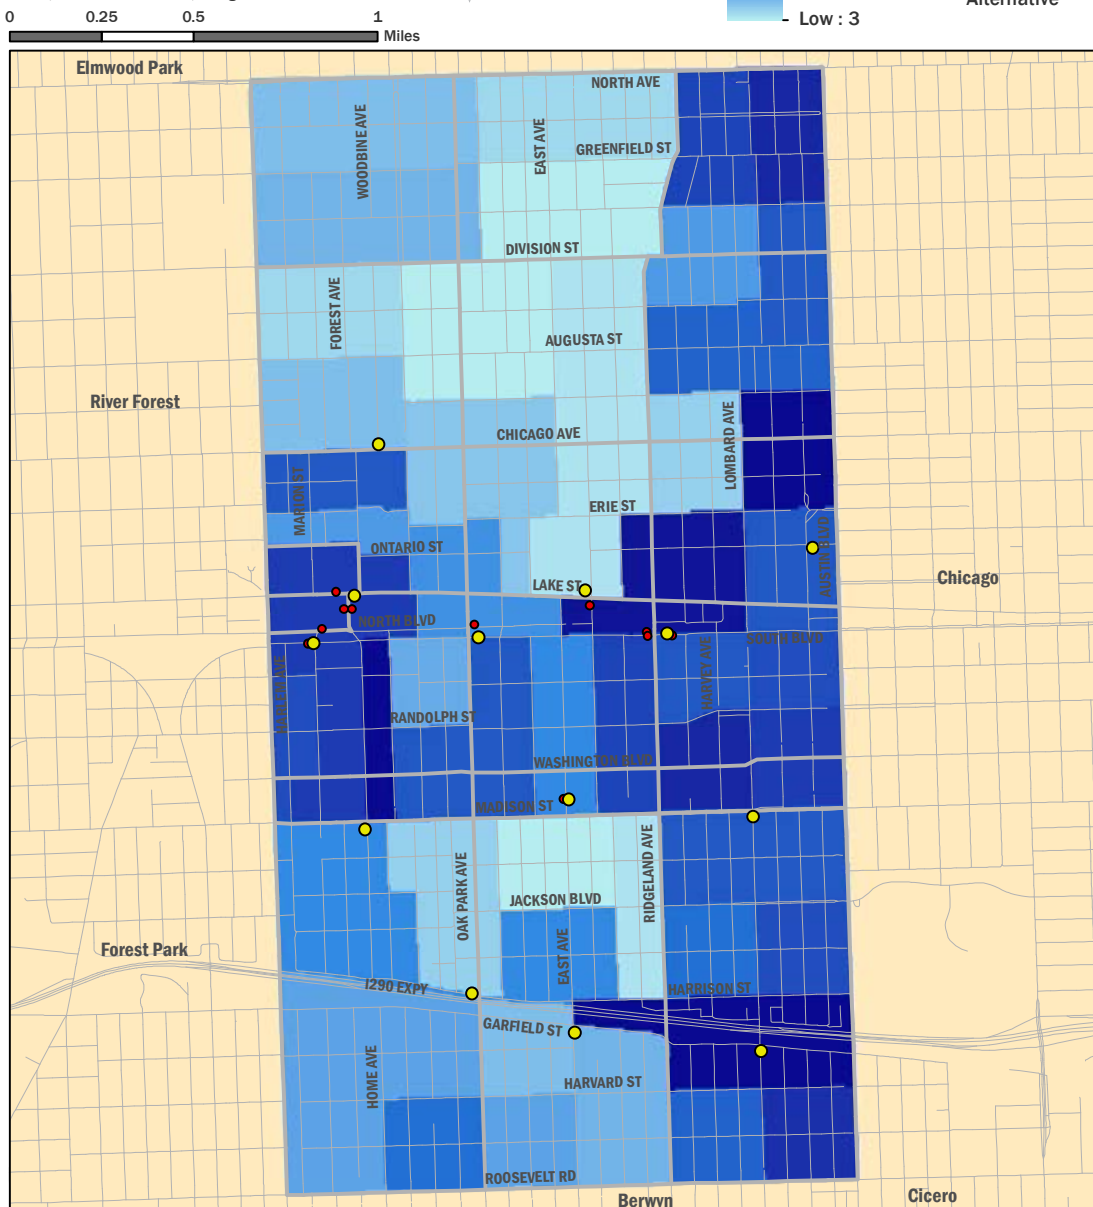 Alternative
Low : 3
0 0.25 0.5 1
Miles
Elmwood Park
NORTH AVE
WOODBINE AVE
EAST AVE
GREENFIELD ST
DIVISION ST
FOREST AVE
AUGUSTA ST
River Forest
LOMBARD AVE
CHICAGO AVE
MARION ST
ERIE ST
AUSTIN BLVD
ONTARIO ST
Chicago
LAKE ST
NORTH BLVD
SOUTH BLVD
HARLEM AVE
HARVEY AVE
RANDOLPH ST
WASHINGTON BLVD
MADISON ST
OAK PARK AVE
RIDGELAND AVE
JACKSON BLVD
EAST AVE
Forest Park
I290 EXPY
HARRISON ST
GARFIELD ST
HOME AVE
HARVARD ST
ROOSEVELT RD
Berwyn
Cicero